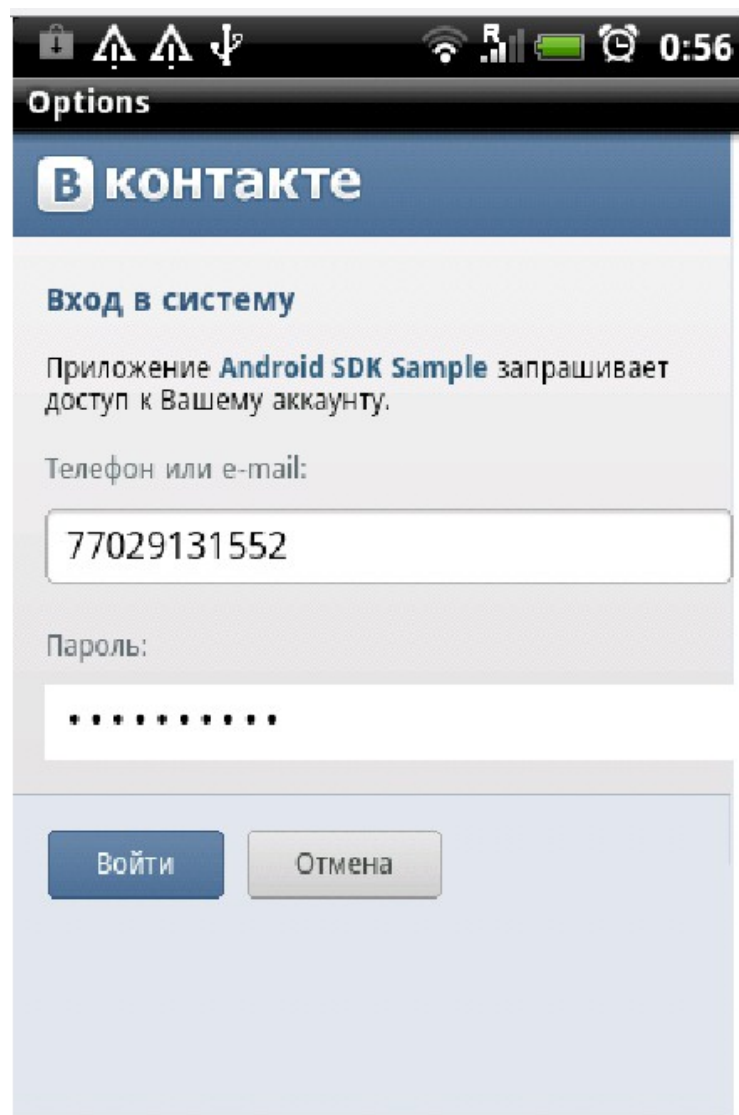 R
0:56
Options
В контакте
Вход в систему
Приложение Android SDK Sample запрашивает
доступ к Вашему аккаунту.
Телефон или e-mail:
77029131552
Пароль:
••••••••••
Войти Отмена